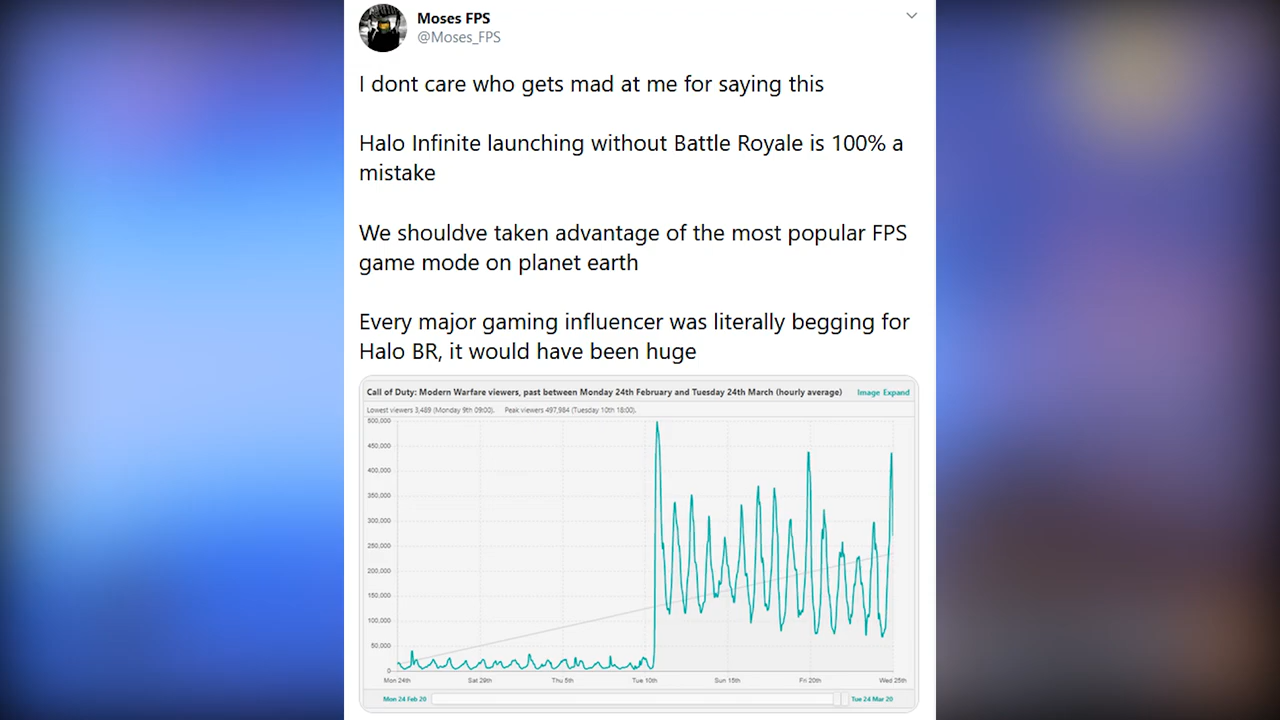 Moses FPS
@Moses_FPS
I dont care who gets mad at me for saying this
Halo Infinite launching without Battle Royale is 100% a
mistake
We shouldve taken advantage of the most popular FPS
game mode on planet earth
Every major gaming influencer was literally begging for
Halo BR, it would have been huge
Call of Duty: Modern Warfare viewers, past between Monday 24th February and Tuesday 24th March (hourly average) Image Expand
Lowest viewers 3,489 (Monday 9th 09:00). Peak viewers 497,984 (Tuesday 10th 18:00).
500,000
450,000
400,000
350,000
300,000
250,000
200,000
150,000
100,000
50,000
0
Mon 24th Sat 29th Thu 5th Tue 10th Sun 15th Fri 20th Wed 25th
Mon 24 Feb 20 Tue 24 Mar 20